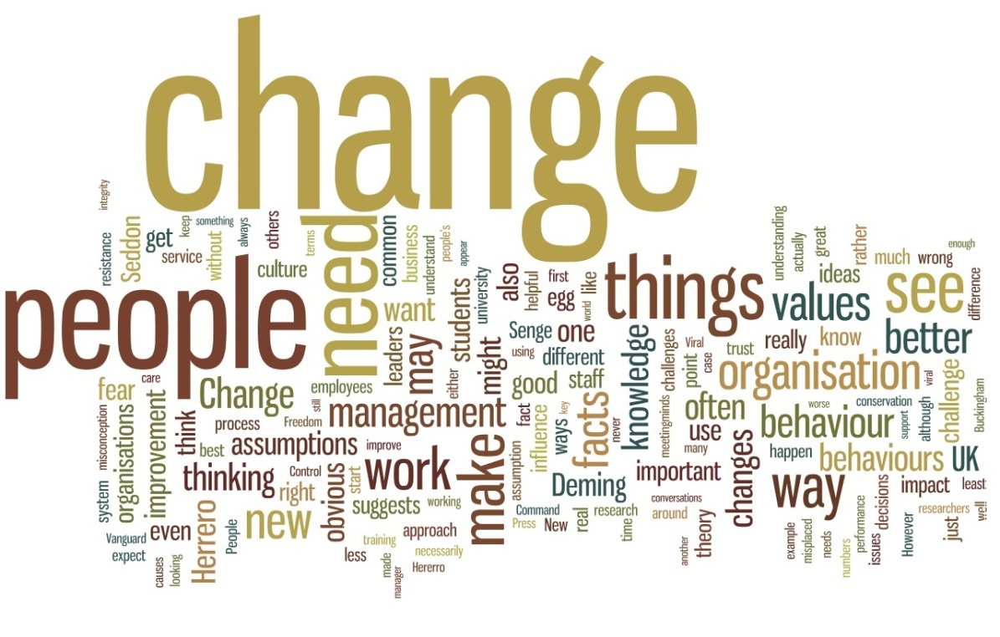 change
integrity
resistance
Seddon
get
keep
something
always
others
service
without
culture
terms
need
common
business
understand
people's
appear
people
things
understanding
actually
great
rather
much
wrong
enough
ideas
see
difference
values
better
also
helpful
first
egg
like
world
want
students
university
leaders
may
either
might
Senge
one
using
different
good
staff
knowledge
challenges
Viral
case
point
trust
really
know
organisation
viral
challenge
Buckingham
fear
care
Change
employees
still
Freedom
management
misconception
organisations
improvement
think
process
best
assumptions
improve
fact
influence
key
ways
facts
never
meetingminds
often
use
many
behaviour
worse
conservation
support
although
happen
behaviours
UK
system
thinking
Control
right
obvious
start
work
make
assumption
Deming
important
changes
way
decisions
impact
least
suggests
working
Command
Press
New
real
research
time
conversations
around
theory
another
researchers
well
just
Vanguard
expect
even
causes
looking
Herrero
People
new
less
training
made
manager
approach
necessarily
Hererro
example
misplaced
needs
numbers
performance
issues
However